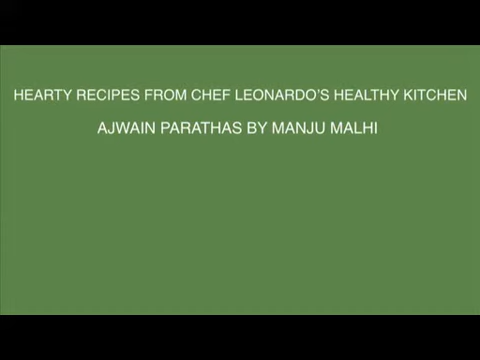 HEARTY RECIPES FROM CHEF LEONARDO'S HEALTHY KITCHEN
AJWAIN PARATHAS BY MANJU MALHI